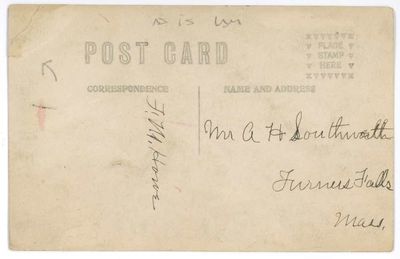 POST CARD
PLACE
STAMP
HERE
CORRESPONDENCE
NAME AND ADDRESS
Mr A H Southworth
Turners Falls
Mass.